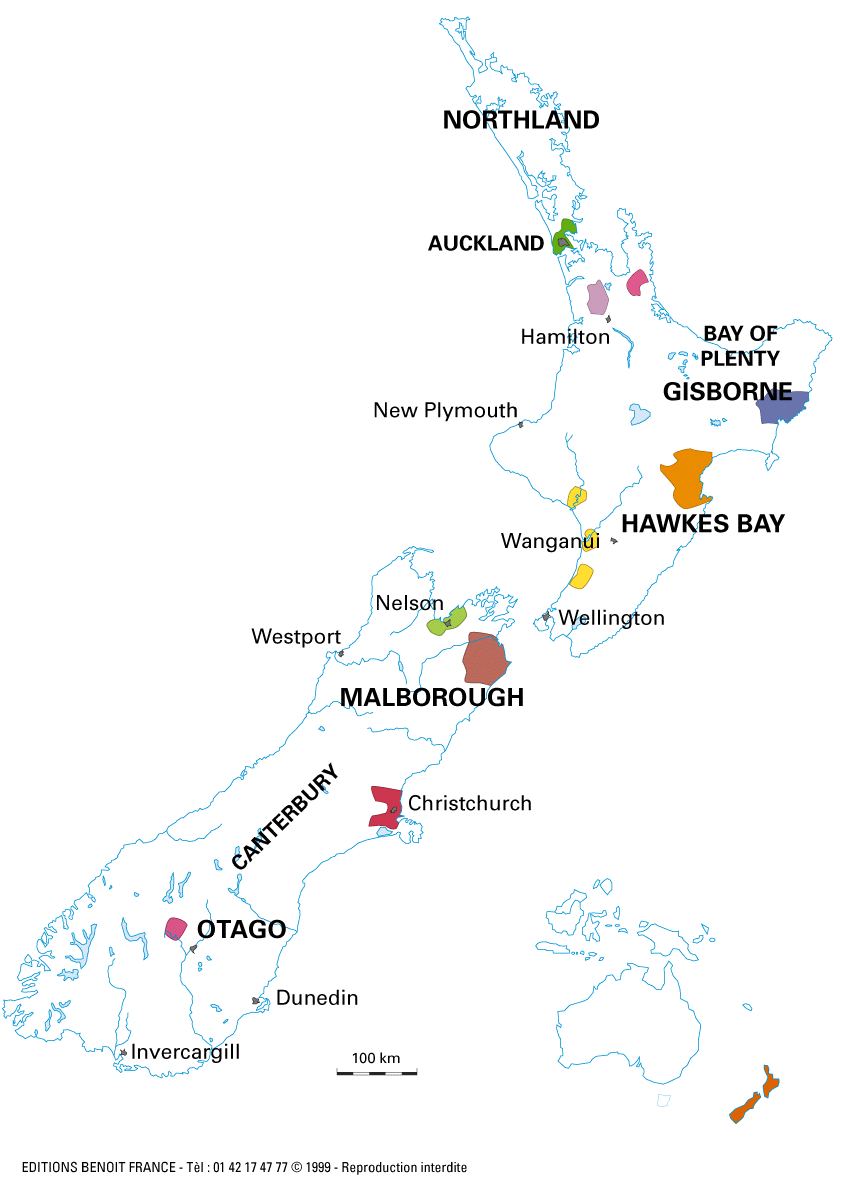 NORTHLAND
AUCKLAND
Hamilton
BAY OF
PLENTY
GISBORNE
New Plymouth
HAWKES BAY
Wanganui
Nelson
Wellington
Westport
MALBOROUGH
CANTERBURY
Christchurch
OTAGO
Dunedin
Invercargill
100 km
EDITIONS BENOIT FRANCE - Tèl : 01 42 17 47 77 © 1999 - Reproduction interdite